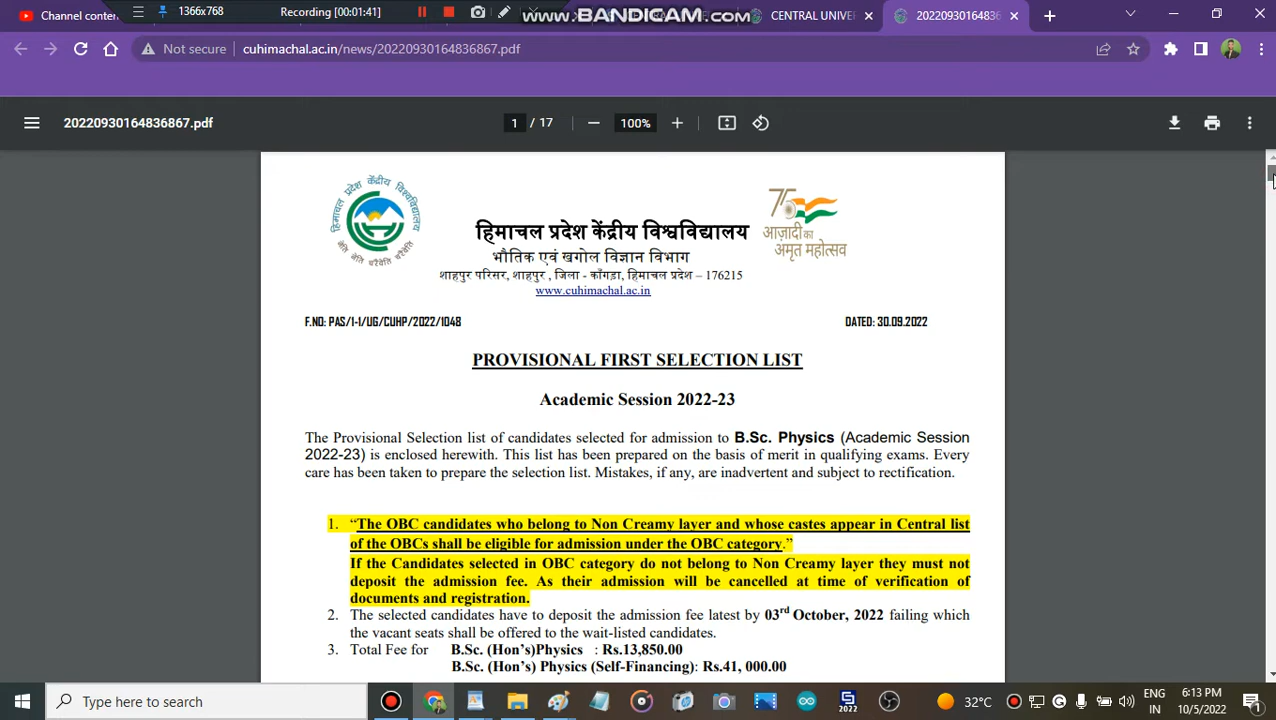 1366x768
Recording [00:01:41]
www.BANDICAM.com
Channel content
CENTRAL UNIVE
20220930164836
Not secure
cuhimachal.ac.in/news/20220930164836867.pdf
20220930164836867.pdf
1 / 17
100%
हिमाचल प्रदेश केंद्रीय विश्वविद्यालय
आज़ादी का
अमृत महोत्सव
हिमाचल प्रदेश केंद्रीय विश्वविद्यालय
भौतिक एवं खगोल विज्ञान विभाग
शाहपुर परिसर, शाहपुर , जिला - काँगड़ा, हिमाचल प्रदेश – 176215
www.cuhimachal.ac.in
F.NO: PAS/1-1/UG/CUHP/2022/1048
DATED: 30.09.2022
PROVISIONAL FIRST SELECTION LIST
Academic Session 2022-23
The Provisional Selection list of candidates selected for admission to B.Sc. Physics (Academic Session
2022-23) is enclosed herewith. This list has been prepared on the basis of merit in qualifying exams. Every
care has been taken to prepare the selection list. Mistakes, if any, are inadvertent and subject to rectification.
1. “The OBC candidates who belong to Non Creamy layer and whose castes appear in Central list
of the OBCs shall be eligible for admission under the OBC category.”
If the Candidates selected in OBC category do not belong to Non Creamy layer they must not
deposit the admission fee. As their admission will be cancelled at time of verification of
documents and registration.
2. The selected candidates have to deposit the admission fee latest by 03rd October, 2022 failing which
the vacant seats shall be offered to the wait-listed candidates.
3. Total Fee for B.Sc. (Hon’s)Physics : Rs.13,850.00
B.Sc. (Hon’s) Physics (Self-Financing): Rs.41, 000.00
Type here to search
2022
32°C
ENG
IN
6:13 PM
10/5/2022
1